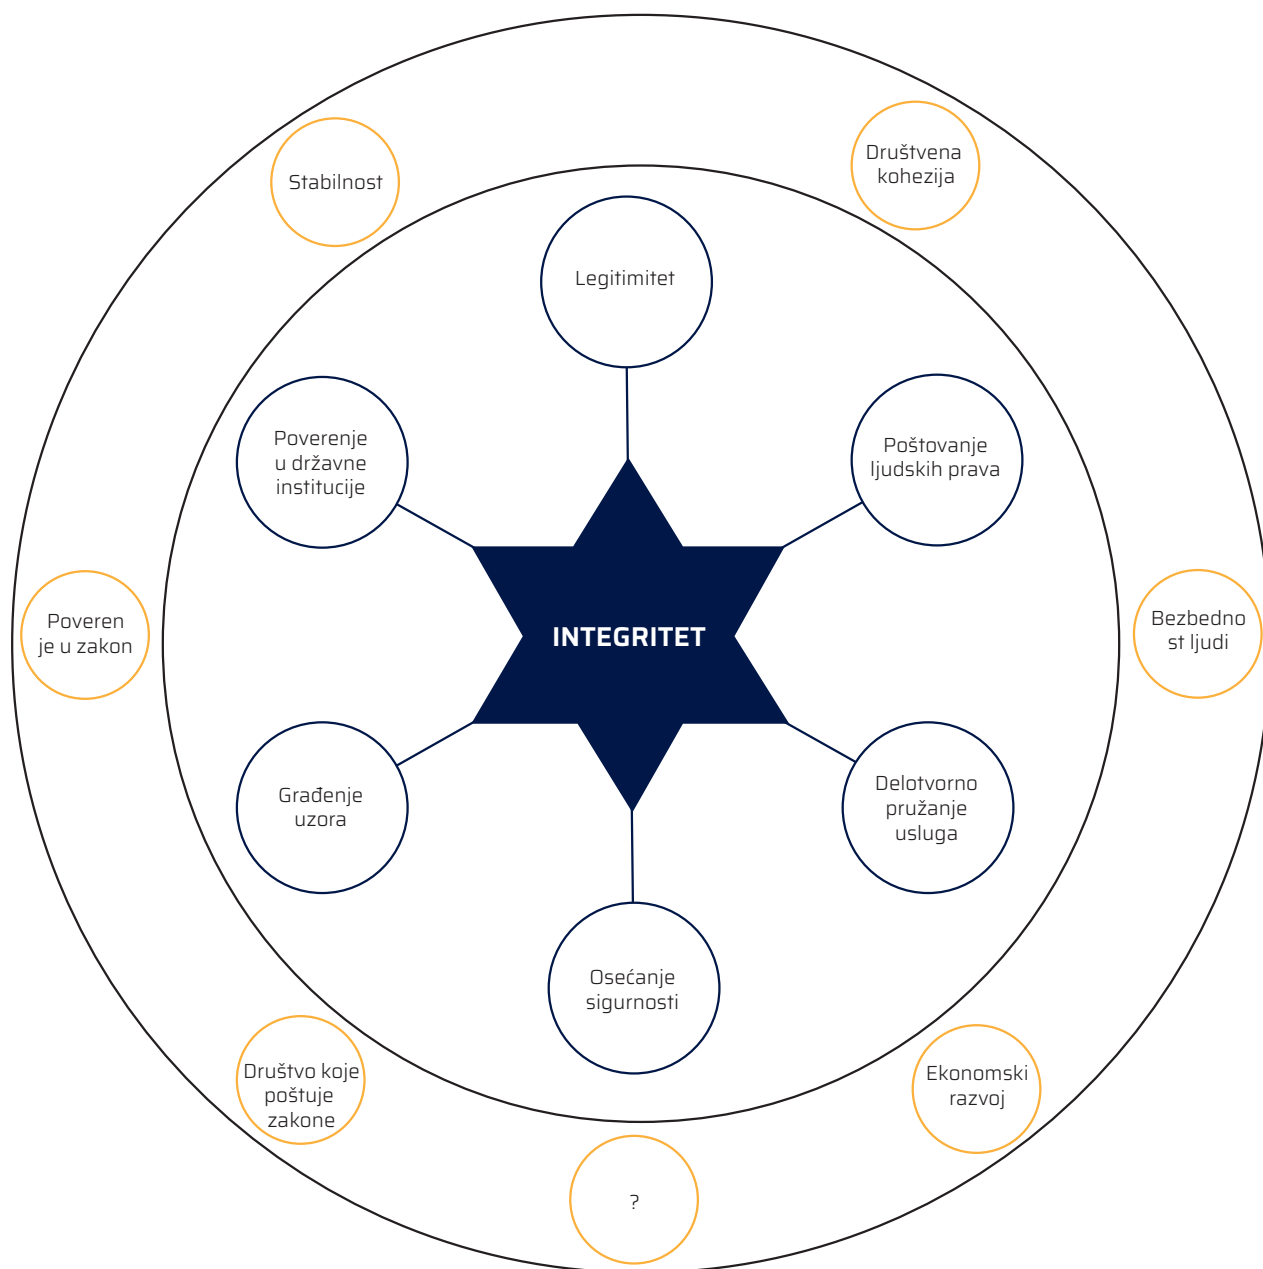 Društvena
kohezija
Stabilnost
Legitimitet
Poverenje
u državne
institucije
Poštovanje
ljudskih prava
Poveren
je u zakon
INTEGRITET
Bezbedno
st ljudi
Građenje
uzora
Delotvorno
pružanje
usluga
Osećanje
sigurnosti
Društvo koje
poštuje
zakone
Ekonomski
razvoj
?